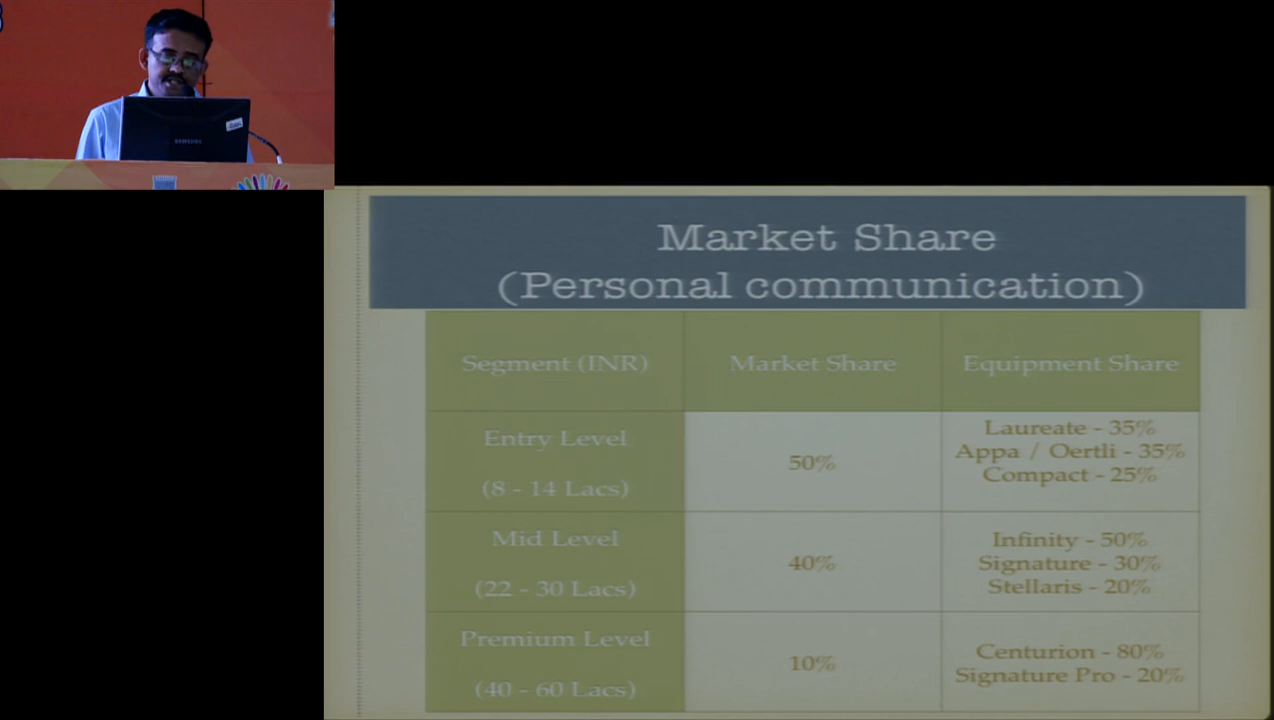 SAMSUNG
Market Share
(Personal communication)
Segment (INR)
Market Share
Equipment Share
Entry Level
(8 - 14 Lacs)
50%
Laureate - 35%
Appa / Oertli - 35%
Compact - 25%
Mid Level
(22 - 30 Lacs)
40%
Infinity - 50%
Signature - 30%
Stellaris - 20%
Premium Level
(40 - 60 Lacs)
10%
Centurion - 80%
Signature Pro - 20%